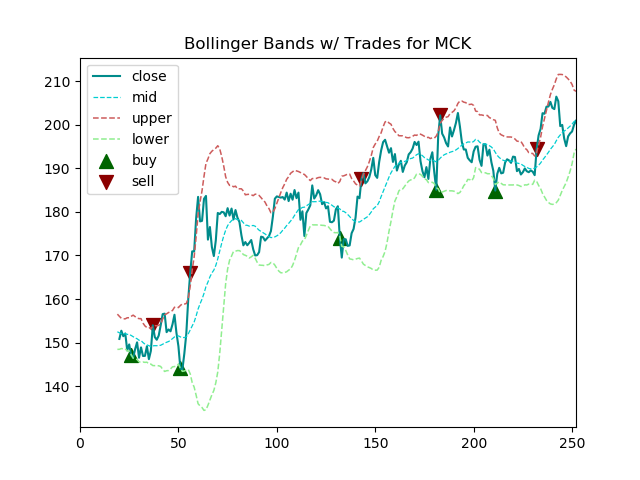 Bollinger Bands w/ Trades for MCK
210
200
190
180
170
160
150
140
0 50 100 150 200 250
close
mid
upper
lower
buy
sell